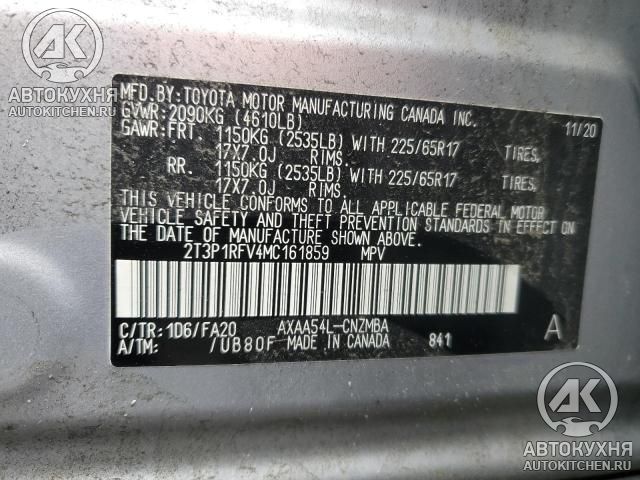 AK
АВТОКУХНЯ
AUTOKITCHEN.RU
MFD. BY: TOYOTA MOTOR MANUFACTURING CANADA INC.
GVWR: 2090KG (4610LB) 11/20
GAWR: FRT. 1150KG (2535LB) WITH 225/65R17 TIRES,
17X7.0J RIMS.
RR. 1150KG (2535LB) WITH 225/65R17 TIRES,
17X7.0J RIMS.
THIS VEHICLE CONFORMS TO ALL APPLICABLE FEDERAL MOTOR
VEHICLE SAFETY AND THEFT PREVENTION STANDARDS IN EFFECT ON
THE DATE OF MANUFACTURE SHOWN ABOVE.
2T3P1RFV4MC161859 MPV
C/TR: 1D6/FA20 AXAA54L-CNZMBA A
A/TM: /UB80F MADE IN CANADA 841
AK
АВТОКУХНЯ
AUTOKITCHEN.RU